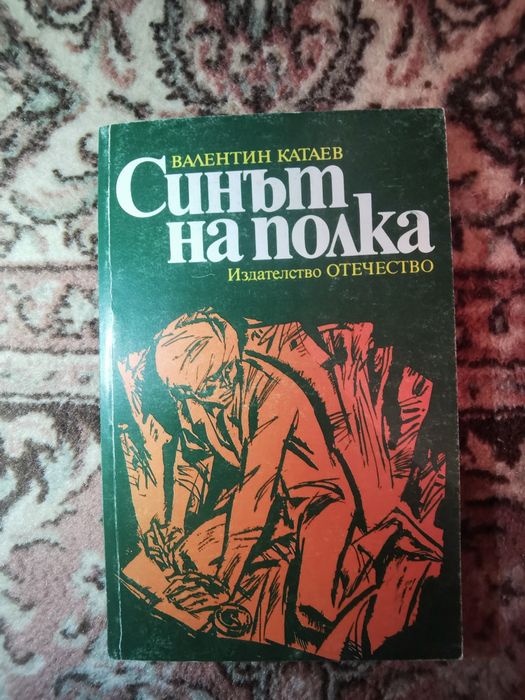 ВАЛЕНТИН КАТАЕВ
Синът
на полка
Издателство ОТЕЧЕСТВО